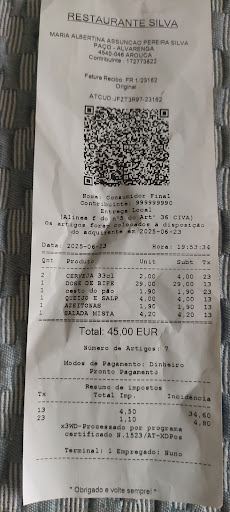 RESTAURANTE SILVA
MARIA ALBERTINA ASSUNCAO PEREIRA SILVA
PAÇO - ALVARENGA
4540-046 AROUCA
Contribuinte : 172773622
Fatura Recibo: FR 1/23162
Original
ATCUD:JF2T3R97-23162
Nome: Consumidor Final
Contribuinte: 999999990
Entrega Local
(Alinea f do nº5 do Artº 36 CIVA)
Os artigos foram colocados à disposição
do adquirente em 2025-06-23
Data: 2025-06-23 Hora: 19:53:34
Qnt Produto Unit Subt Tx
2 CERVEJA 33cl 2,00 4,00 23
1 DOSE DE BIFE 29,00 29,00 13
1 cesto do pão 1,90 1,90 23
1 QUEIJO E SALP 4,00 4,00 13
1 AZEITONAS 1,90 1,90 13
1 SALADA MISTA 4,20 4,20 13
Total: 45,00 EUR
Número de Artigos: 7
Modos de Pagamento: Dinheiro
Pronto Pagamento
Resumo de impostos
Tx Total Imp. Incidência
13 4,50 34,60
23 1,10 4,80
x3WD-Processado por programa
certificado N.1523/AT-XDPos
Terminal: 1 Empregado: Nuno
* Obrigado e volte sempre! *